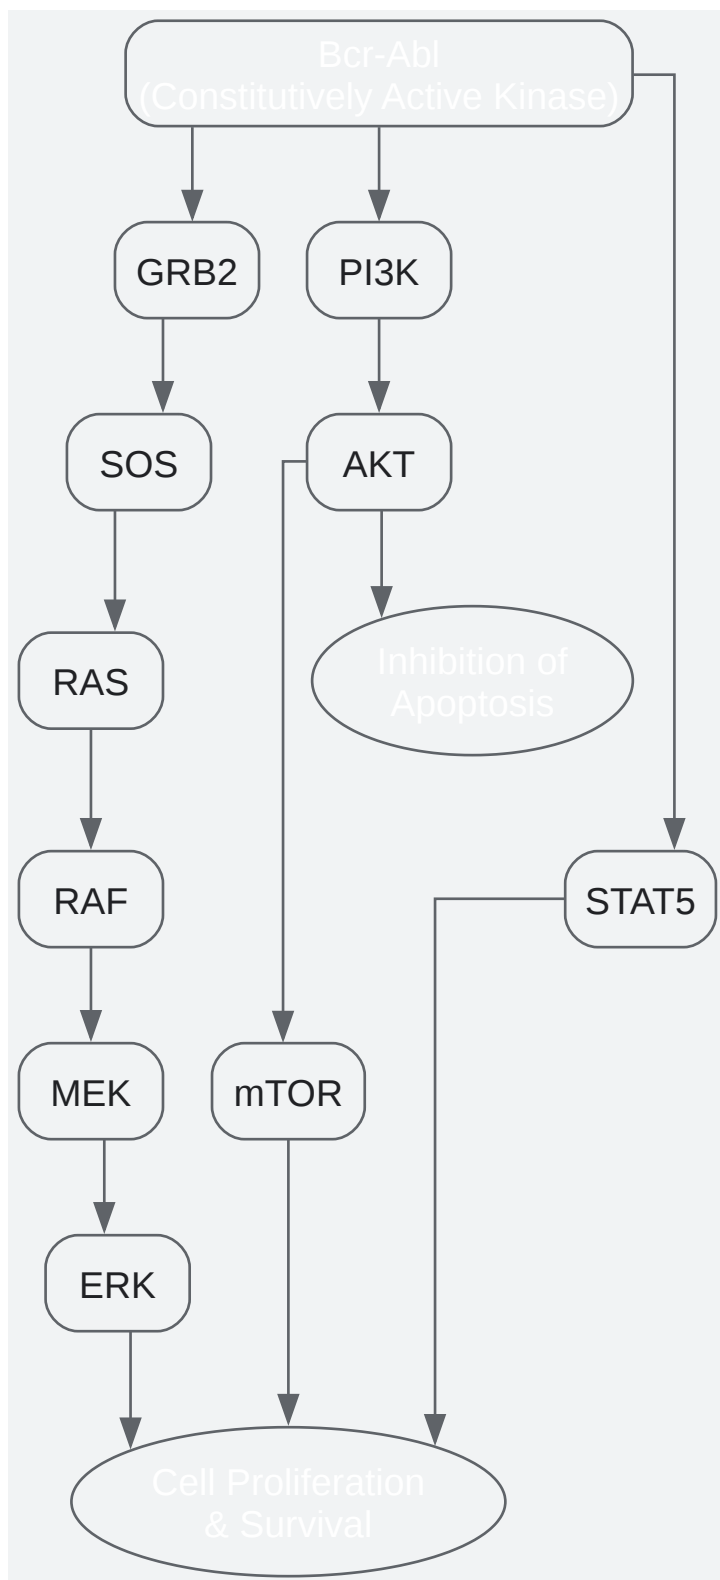 Bcr-Abl
(Constitutively Active Kinase)
GRB2
PI3K
SOS
AKT
RAS
Inhibition of
Apoptosis
RAF
STAT5
MEK
mTOR
ERK
Cell Proliferation
& Survival